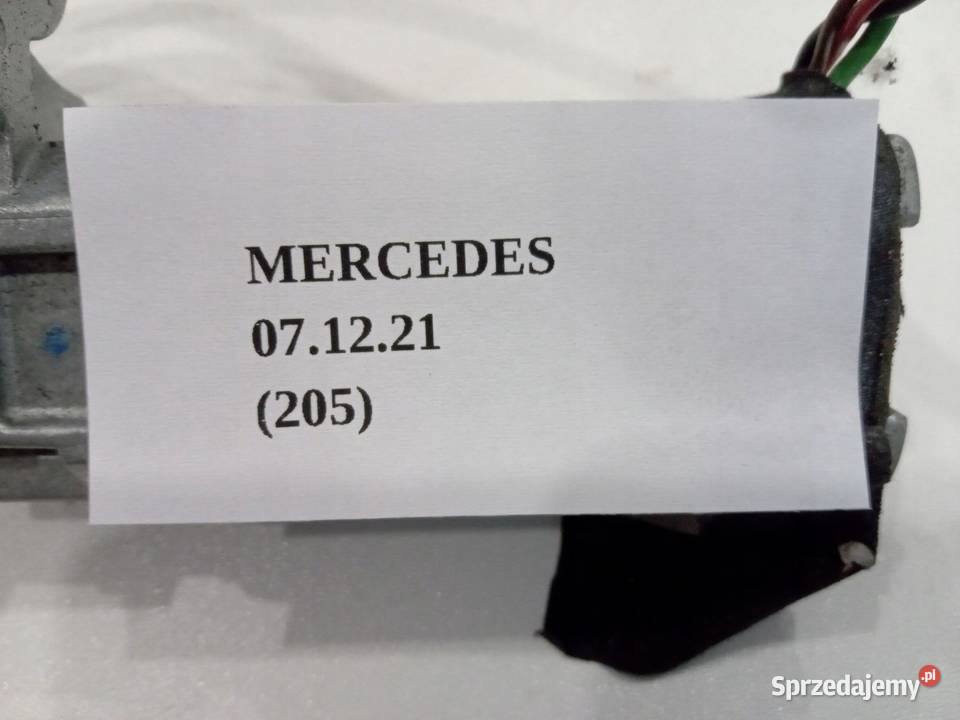 MERCEDES
07.12.21
(205)
Sprzedajemy.pl